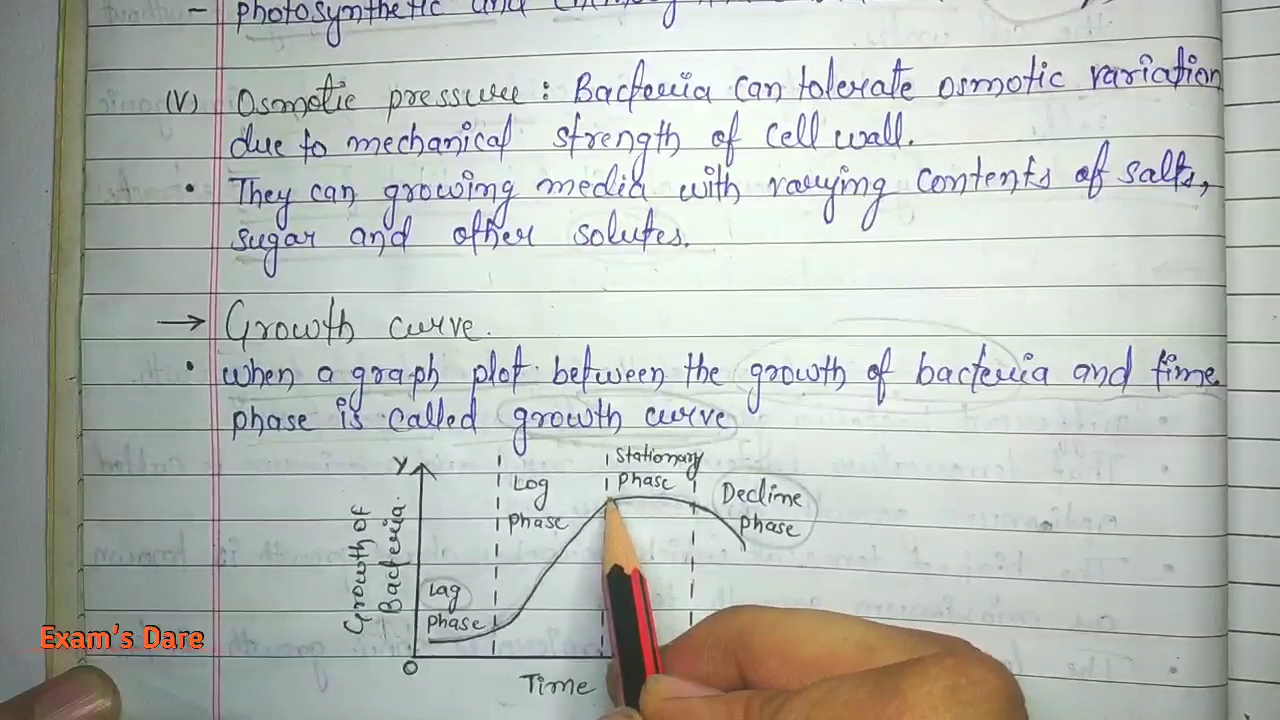 - photosynthetic and
(V) Osmotic pressure : Bacteria can tolerate osmotic variation
due to mechanical strength of cell wall.
• They can growing media with varying contents of salts,
sugar and other solutes.
→ Growth curve.
• when a graph plot between the growth of bacteria and time
phase is called growth curve
Y
Stationary
phase
Log
phase
Decline
phase
Growth of
Bacteria.
Lag
phase
O
Time
Exam's Dare